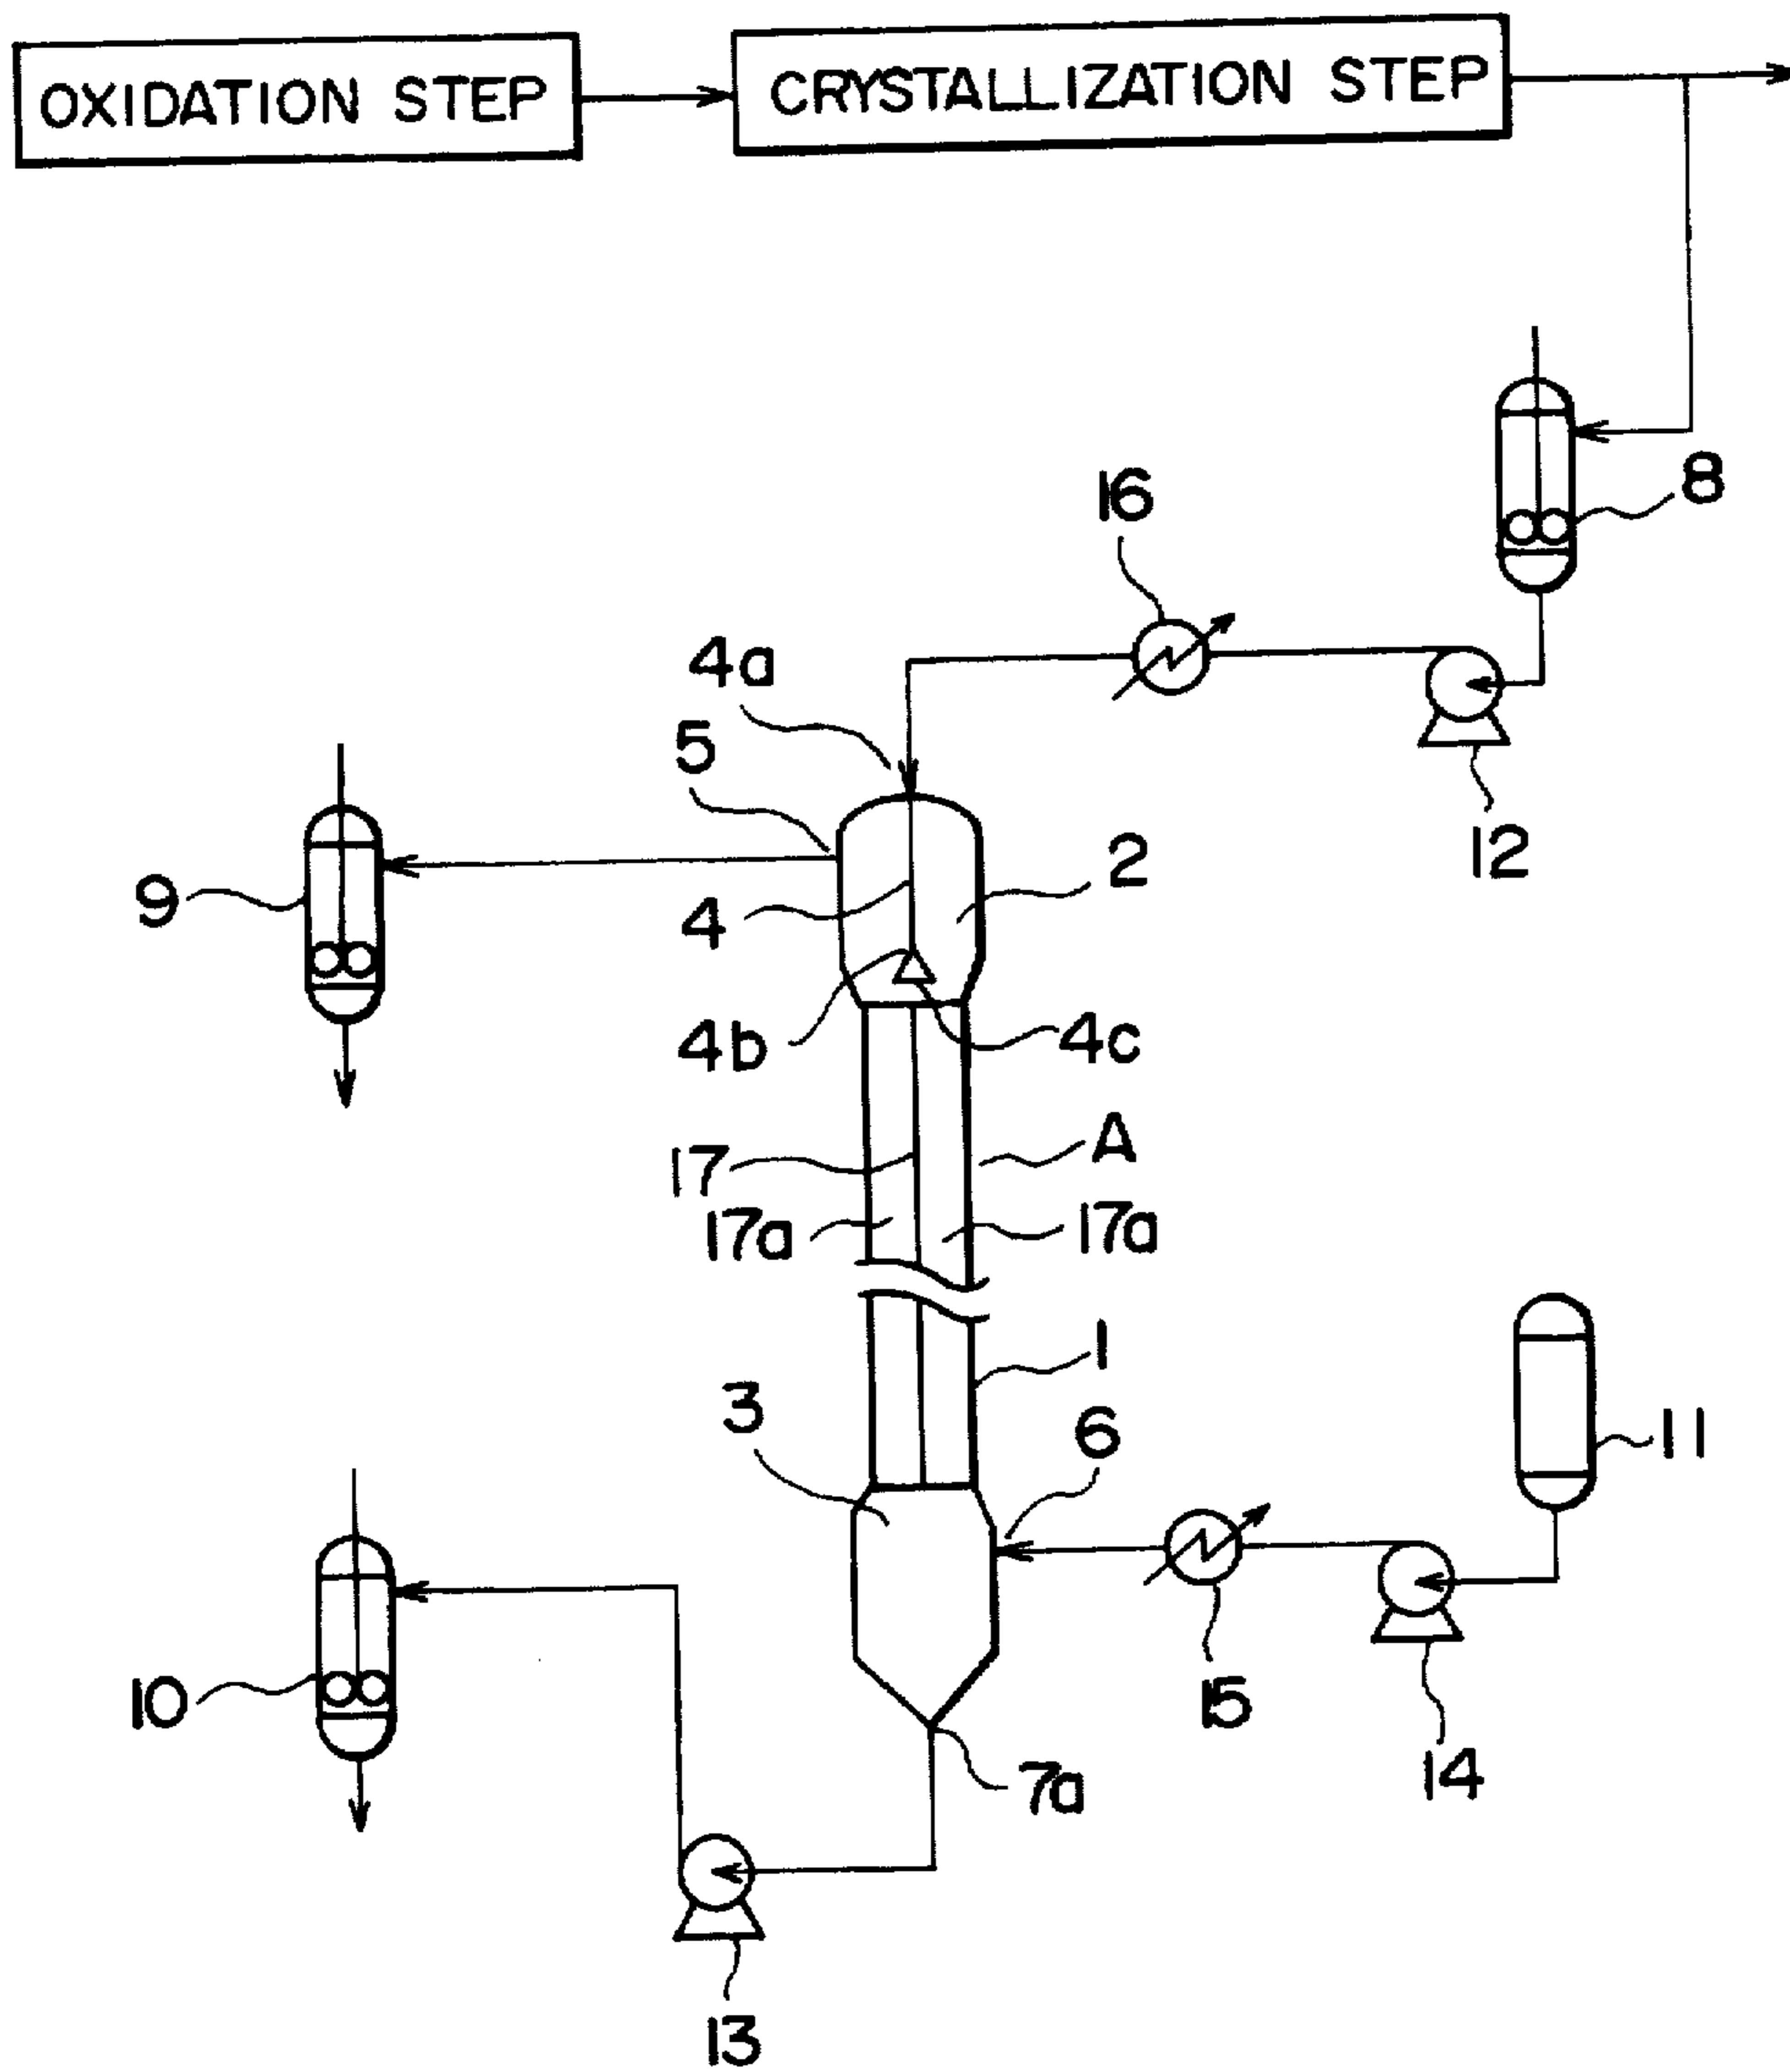 OXIDATION STEP
CRYSTALLIZATION STEP
8
16
4a
5
12
2
9
4
4b
4c
A
17
17a
17a
1
3
6
11
10
15
14
7a
13